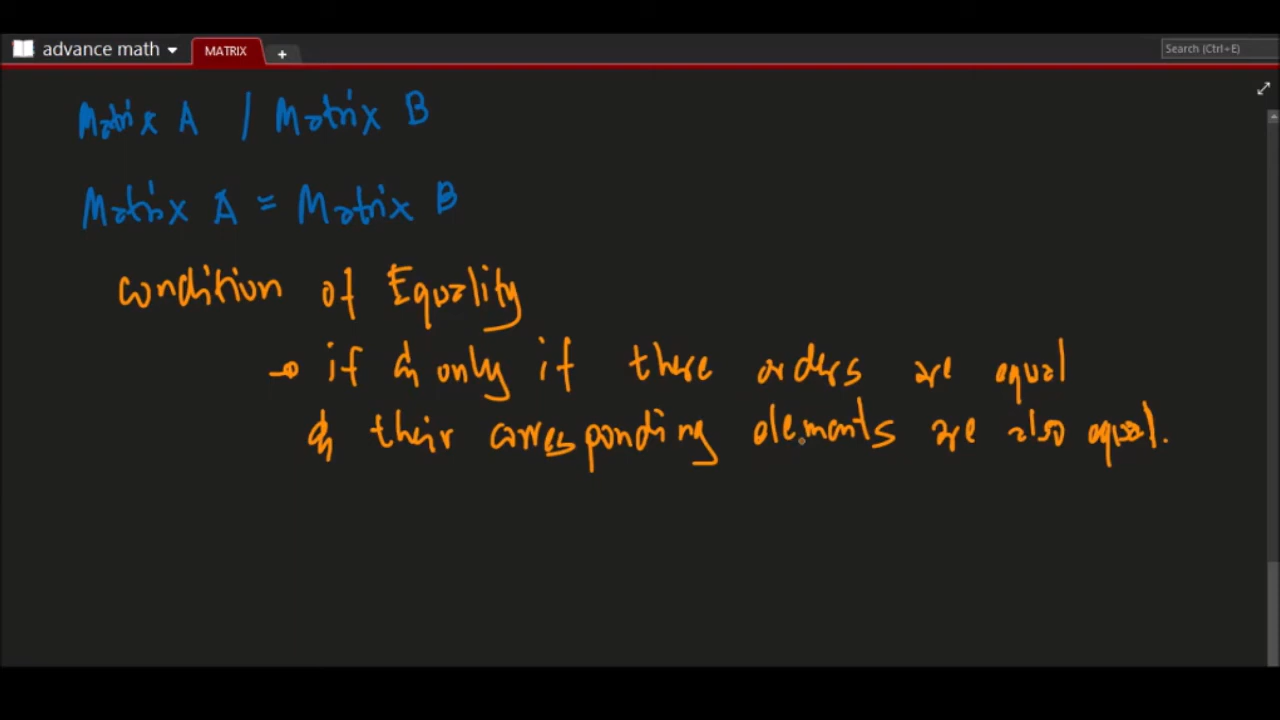 advance math
MATRIX
+
Search (Ctrl+E)
Matrix A / Matrix B
Matrix A = Matrix B
condition of Equality
→ if & only if there orders are equal
& their corresponding elements are also equal.